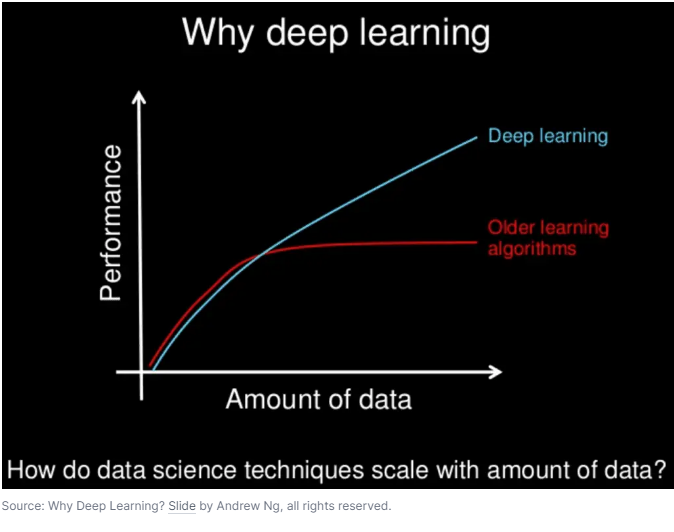 Why deep learning
Deep learning
Older learning
algorithms
Performance
Amount of data
How do data science techniques scale with amount of data?
Source: Why Deep Learning? Slide by Andrew Ng, all rights reserved.